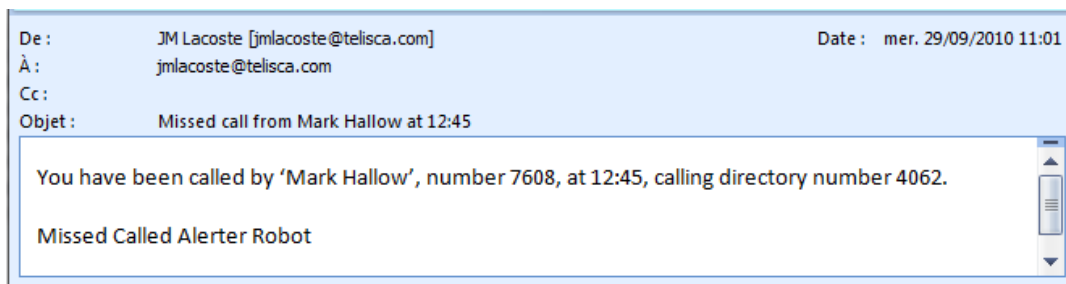 De : JM Lacoste [jmlacoste@telisca.com] Date : mer. 29/09/2010 11:01
À : jmlacoste@telisca.com
Cc :
Objet : Missed call from Mark Hallow at 12:45
You have been called by ‘Mark Hallow’, number 7608, at 12:45, calling directory number 4062.
Missed Called Alerter Robot